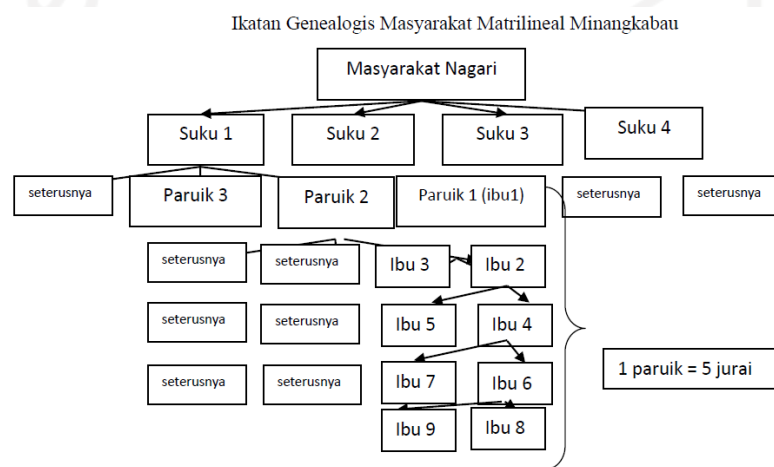 Ikatan Genealogis Masyarakat Matrilineal Minangkabau
Masyarakat Nagari
Suku 1
Suku 2
Suku 3
Suku 4
seterusnya
Paruik 3
Paruik 2
Paruik 1 (ibu1)
seterusnya
seterusnya
seterusnya
seterusnya
Ibu 3
Ibu 2
seterusnya
seterusnya
Ibu 5
Ibu 4
seterusnya
seterusnya
Ibu 7
Ibu 6
1 paruik = 5 jurai
Ibu 9
Ibu 8